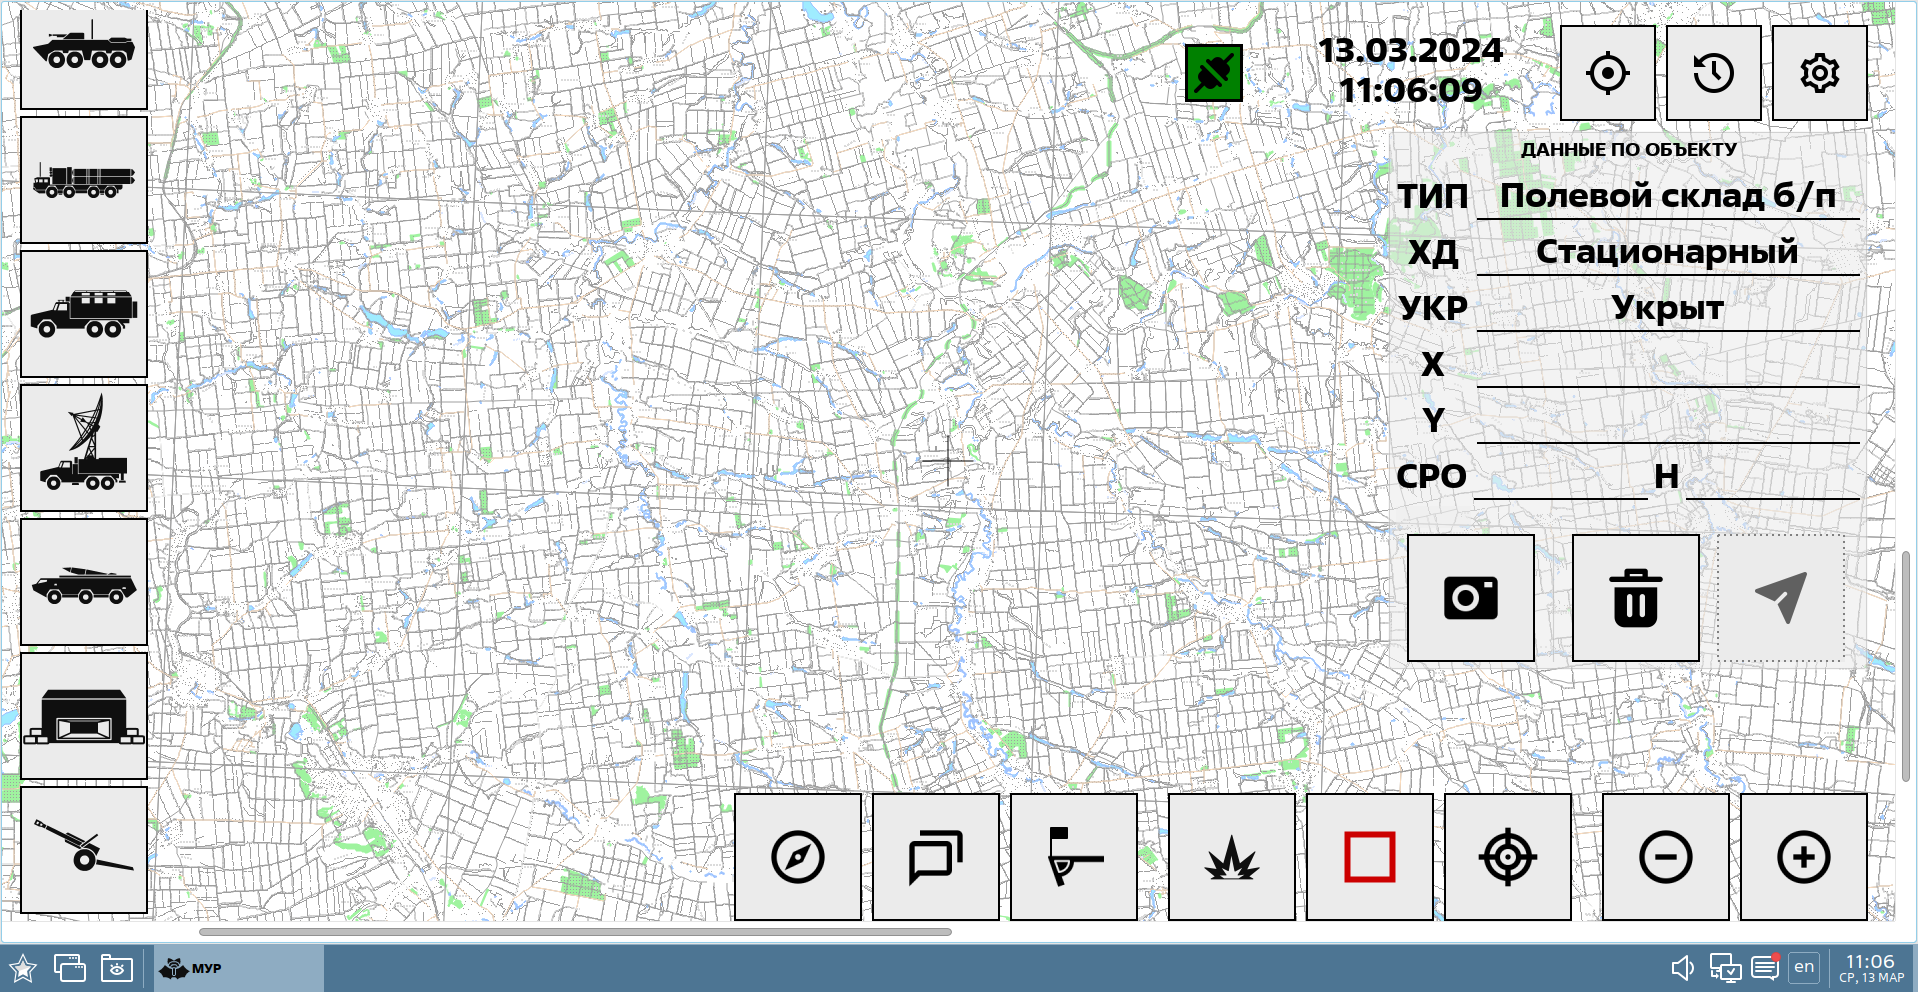 13.03.2024
11:06:09
ДАННЫЕ ПО ОБЪЕКТУ
ТИП Полевой склад б/п
ХД Стационарный
УКР Укрыт
X
Y
СРО Н
МУР
en
11:06
СР, 13 МАР